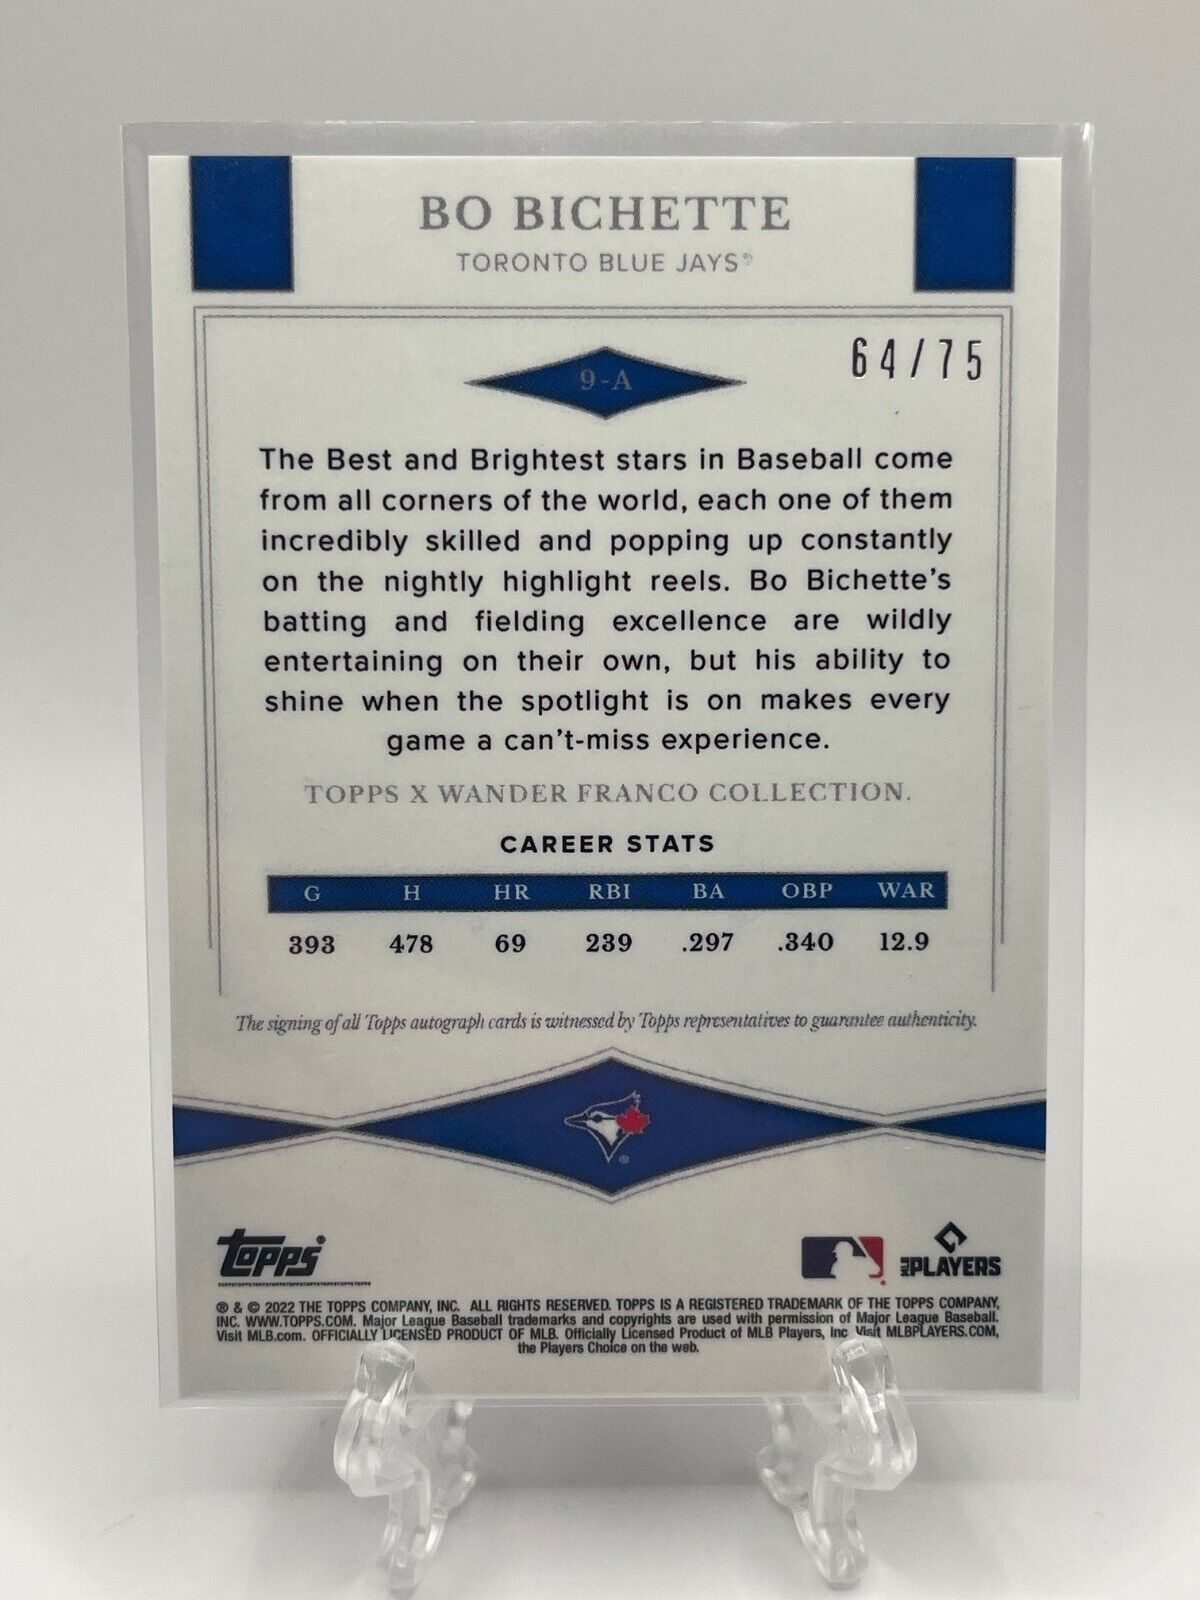 BO BICHETTE
TORONTO BLUE JAYS®
64/75
9-A
The Best and Brightest stars in Baseball come
from all corners of the world, each one of them
incredibly skilled and popping up constantly
on the nightly highlight reels. Bo Bichette's
batting and fielding excellence are wildly
entertaining on their own, but his ability to
shine when the spotlight is on makes every
game a can't-miss experience.
TOPPS X WANDER FRANCO COLLECTION.
CAREER STATS
G H HR RBI BA OBP WAR
393 478 69 239 .297 .340 12.9
The signing of all Topps autograph cards is witnessed by Topps representatives to guarantee authenticity.
®
Topps®
MLB PLAYERS
® & © 2022 THE TOPPS COMPANY, INC. ALL RIGHTS RESERVED. TOPPS IS A REGISTERED TRADEMARK OF THE TOPPS COMPANY,
INC. WWW.TOPPS.COM. Major League Baseball trademarks and copyrights are used with permission of Major League Baseball.
Visit MLB.com. OFFICIALLY LICENSED PRODUCT OF MLB. Officially Licensed Product of MLB Players, Inc Visit MLBPLAYERS.COM,
the Players Choice on the web.